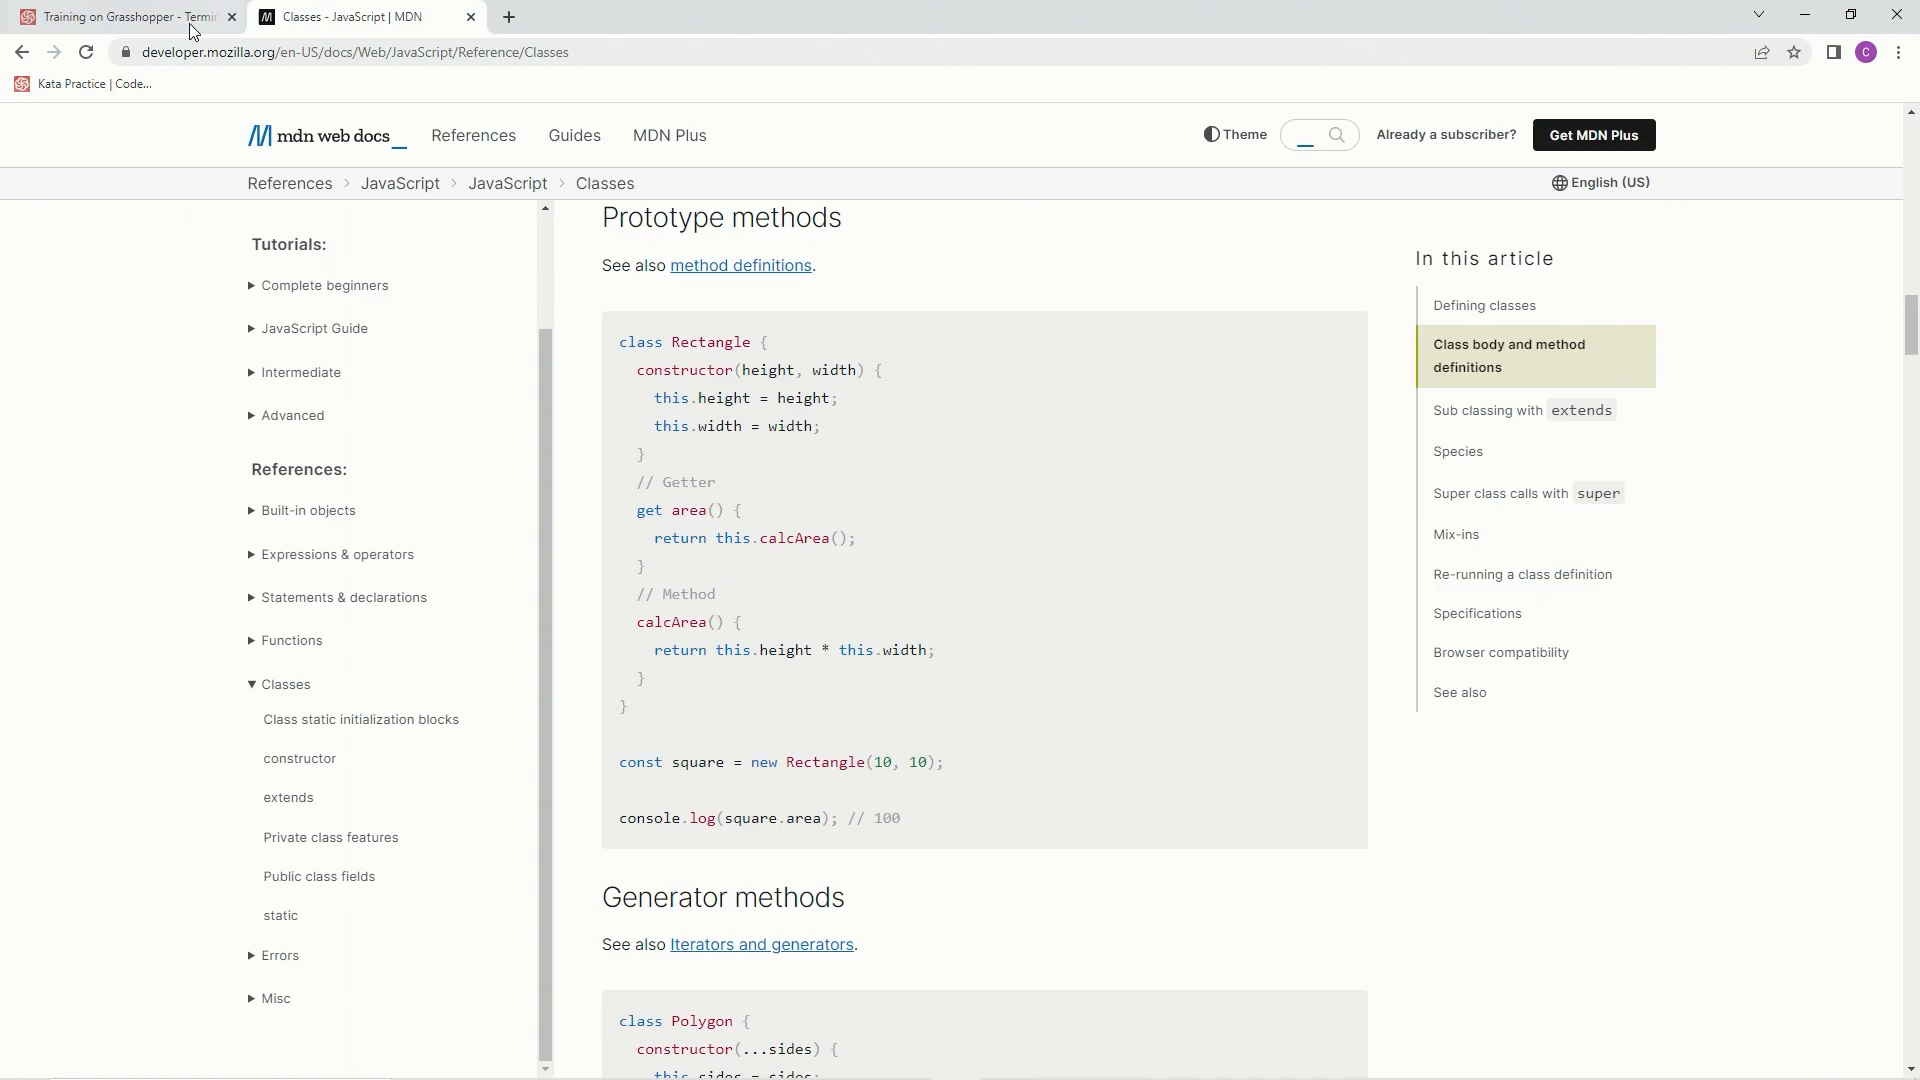 Training on Grasshopper - Termin
Classes - JavaScript | MDN
developer.mozilla.org/en-US/docs/Web/JavaScript/Reference/Classes
C
Kata Practice | Code...
mdn web docs
References
Guides
MDN Plus
Theme
Already a subscriber?
Get MDN Plus
References > JavaScript > JavaScript > Classes
English (US)
Tutorials:
Complete beginners
JavaScript Guide
Intermediate
Advanced
References:
Built-in objects
Expressions & operators
Statements & declarations
Functions
Classes
Class static initialization blocks
constructor
extends
Private class features
Public class fields
static
Errors
Misc
Prototype methods
See also method definitions.
class Rectangle {
constructor(height, width) {
this.height = height;
this.width = width;
}
// Getter
get area() {
return this.calcArea();
}
// Method
calcArea() {
return this.height * this.width;
}
}
const square = new Rectangle(10, 10);
console.log(square.area); // 100
Generator methods
See also Iterators and generators.
class Polygon {
constructor(...sides) {
this.sides = sides;
In this article
Defining classes
Class body and method
definitions
Sub classing with extends
Species
Super class calls with super
Mix-ins
Re-running a class definition
Specifications
Browser compatibility
See also